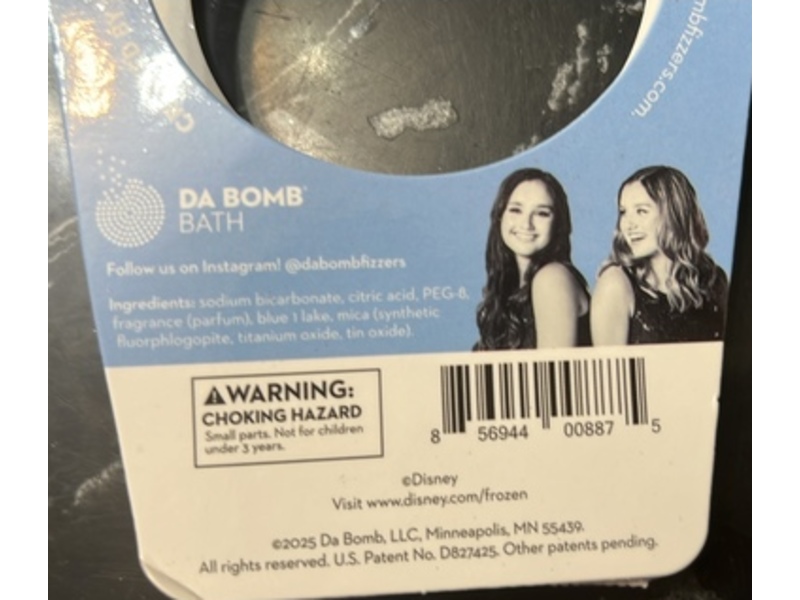 mbfizzers.com.
DA BOMB®
BATH
Follow us on Instagram! @dabombfizzers
Ingredients: sodium bicarbonate, citric acid, PEG-8,
fragrance (parfum), blue 1 lake, mica (synthetic
fluorphlogopite, titanium oxide, tin oxide).
⚠WARNING:
CHOKING HAZARD
Small parts. Not for children
under 3 years.
8 56944 00887 5
©Disney
Visit www.disney.com/frozen
©2025 Da Bomb, LLC, Minneapolis, MN 55439.
All rights reserved. U.S. Patent No. D827425. Other patents pending.